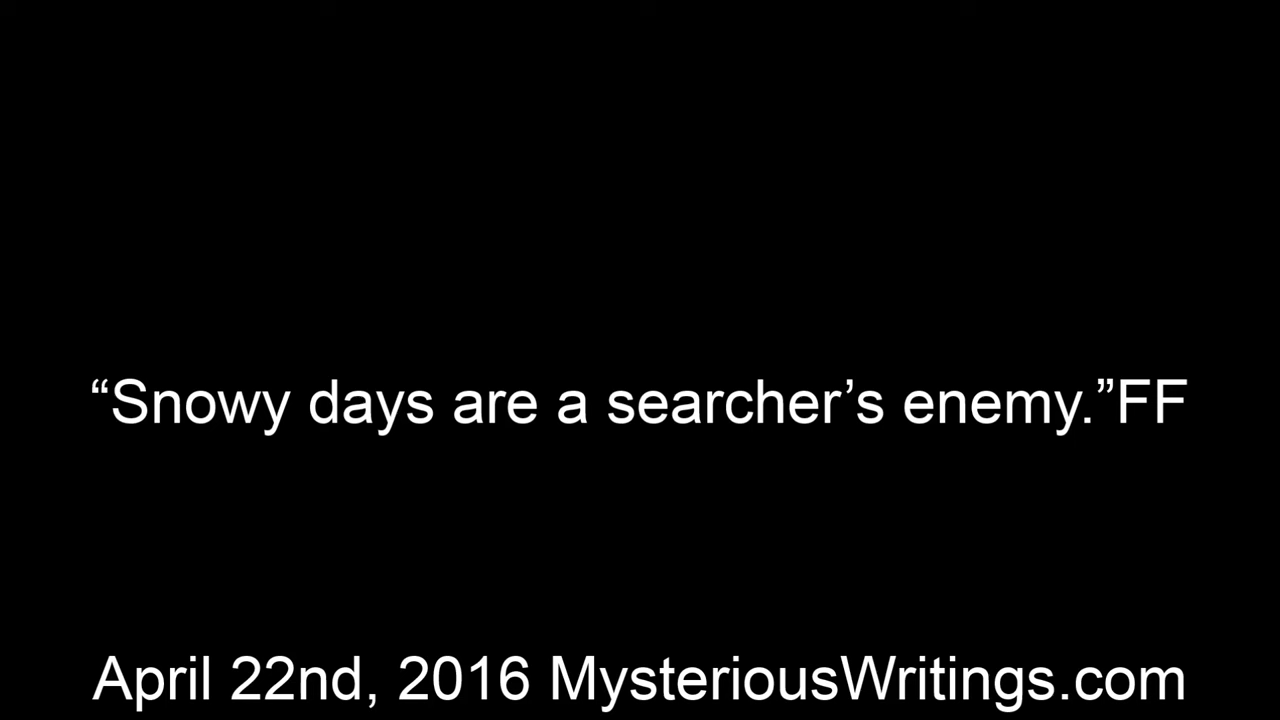 “Snowy days are a searcher’s enemy.”FF
April 22nd, 2016 MysteriousWritings.com